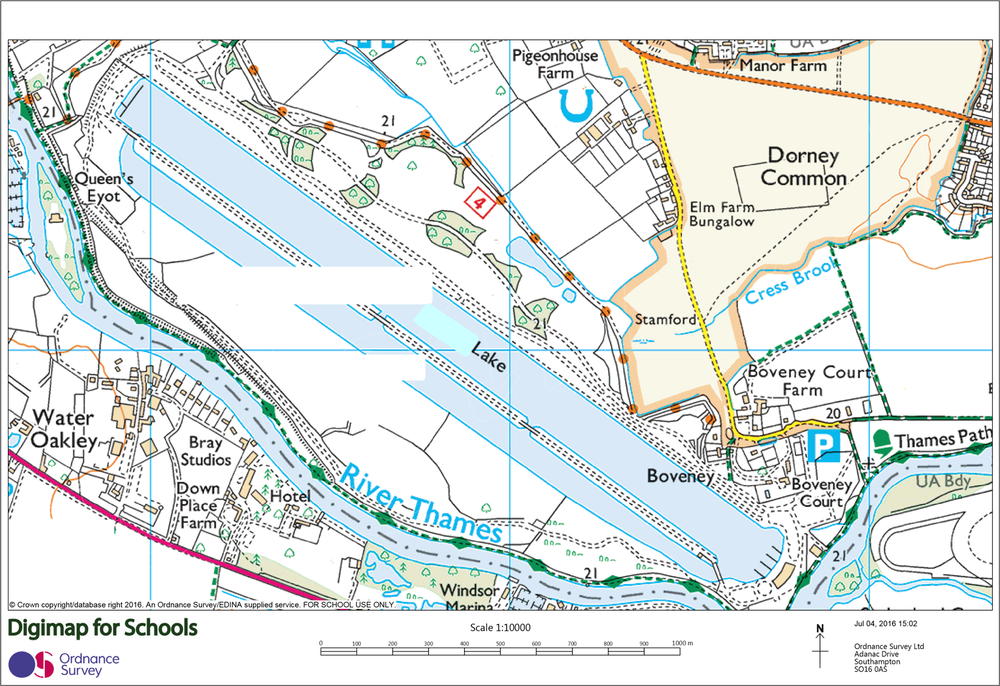 UA B
21
Manor Farm
Pigeonhouse
Farm
21
21
Queen's
Eyot
Dorney
Common
4
Elm Farm
Bungalow
Cress Brook
Stamford
21
Lake
Boveney Court
Farm
20
Water
Oakley
Bray
Studios
P
Thames Path
River Thames
Boveney
UA Bdy
Boveney
Court
Down
Place
Farm
Hotel
21
21
Windsor
Marina
© Crown copyright/database right 2016. An Ordnance Survey/EDINA supplied service. FOR SCHOOL USE ONLY.
Digimap for Schools
Scale 1:10000
0 100 200 300 400 500 600 700 800 900 1000 m
N
Jul 04, 2016 15:02
Ordnance Survey Ltd
Adanac Drive
Southampton
SO16 0AS
OS
Ordnance
Survey